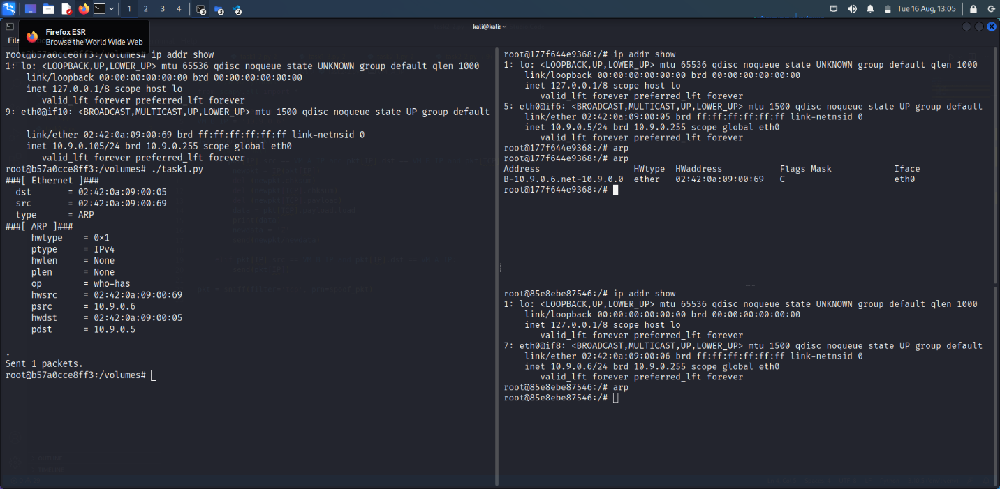 1 2 3 4 3 3 2 Tue 16 Aug, 13:05
kali@kali: ~
Firefox ESR
File
Browse the World Wide Web
root@b57a0cce8ff3:/volumes# ip addr show
1: lo: <LOOPBACK,UP,LOWER_UP> mtu 65536 qdisc noqueue state UNKNOWN group default qlen 1000
link/loopback 00:00:00:00:00:00 brd 00:00:00:00:00:00
inet 127.0.0.1/8 scope host lo
valid_lft forever preferred_lft forever
9: eth0@if10: <BROADCAST,MULTICAST,UP,LOWER_UP> mtu 1500 qdisc noqueue state UP group default
link/ether 02:42:0a:09:00:69 brd ff:ff:ff:ff:ff:ff link-netnsid 0
inet 10.9.0.105/24 brd 10.9.0.255 scope global eth0
valid_lft forever preferred_lft forever
root@b57a0cce8ff3:/volumes# ./task1.py
###[ Ethernet ]###
dst = 02:42:0a:09:00:05
src = 02:42:0a:09:00:69
type = ARP
###[ ARP ]###
hwtype = 0×1
ptype = IPv4
hwlen = None
plen = None
op = who-has
hwsrc = 02:42:0a:09:00:69
psrc = 10.9.0.6
hwdst = 02:42:0a:09:00:05
pdst = 10.9.0.5
.
Sent 1 packets.
root@b57a0cce8ff3:/volumes#
root@177f644e9368:/# ip addr show
1: lo: <LOOPBACK,UP,LOWER_UP> mtu 65536 qdisc noqueue state UNKNOWN group default qlen 1000
link/loopback 00:00:00:00:00:00 brd 00:00:00:00:00:00
inet 127.0.0.1/8 scope host lo
valid_lft forever preferred_lft forever
5: eth0@if6: <BROADCAST,MULTICAST,UP,LOWER_UP> mtu 1500 qdisc noqueue state UP group default
link/ether 02:42:0a:09:00:05 brd ff:ff:ff:ff:ff:ff link-netnsid 0
inet 10.9.0.5/24 brd 10.9.0.255 scope global eth0
valid_lft forever preferred_lft forever
root@177f644e9368:/# arp
root@177f644e9368:/# arp
Address HWtype HWaddress Flags Mask Iface
B-10.9.0.6.net-10.9.0.0 ether 02:42:0a:09:00:69 C eth0
root@177f644e9368:/#
root@85e8ebe87546:/# ip addr show
1: lo: <LOOPBACK,UP,LOWER_UP> mtu 65536 qdisc noqueue state UNKNOWN group default qlen 1000
link/loopback 00:00:00:00:00:00 brd 00:00:00:00:00:00
inet 127.0.0.1/8 scope host lo
valid_lft forever preferred_lft forever
7: eth0@if8: <BROADCAST,MULTICAST,UP,LOWER_UP> mtu 1500 qdisc noqueue state UP group default
link/ether 02:42:0a:09:00:06 brd ff:ff:ff:ff:ff:ff link-netnsid 0
inet 10.9.0.6/24 brd 10.9.0.255 scope global eth0
valid_lft forever preferred_lft forever
root@85e8ebe87546:/# arp
root@85e8ebe87546:/#